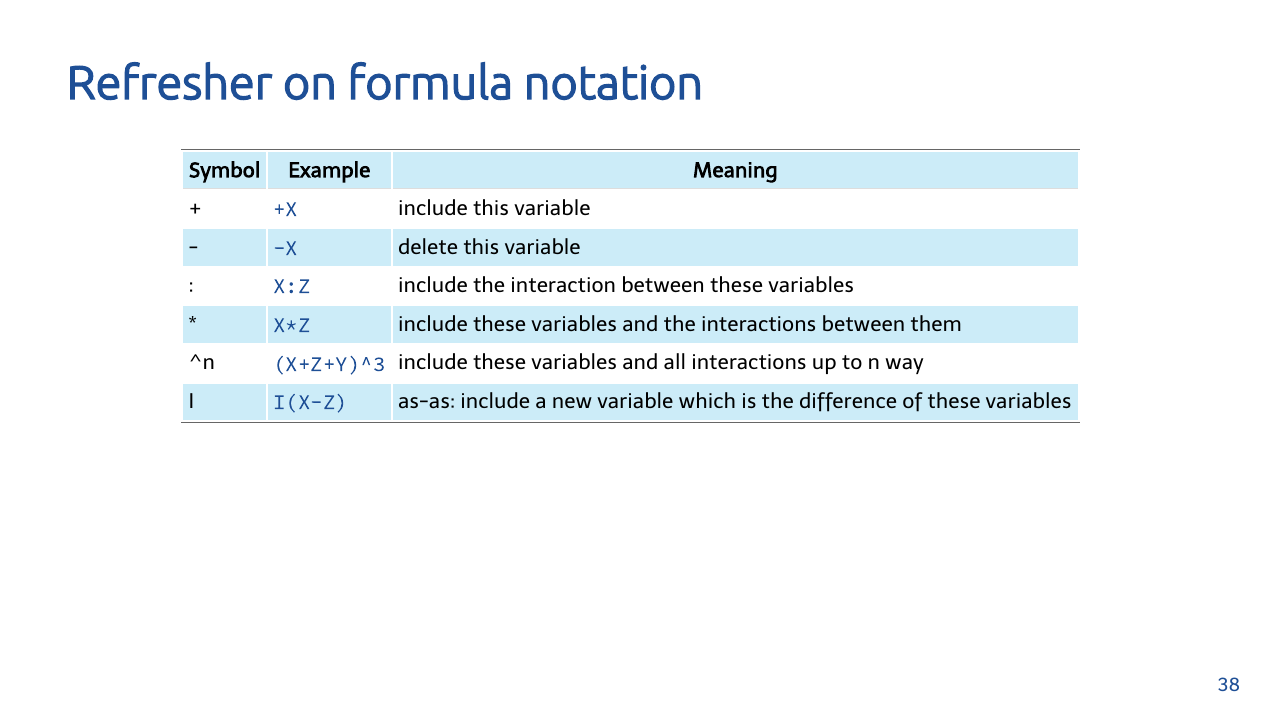 Refresher on formula notation
Symbol Example Meaning
+ +X include this variable
- -X delete this variable
: X:Z include the interaction between these variables
* X*Z include these variables and the interactions between them
^n (X+Z+Y)^3 include these variables and all interactions up to n way
I I(X-Z) as-as: include a new variable which is the difference of these variables
38